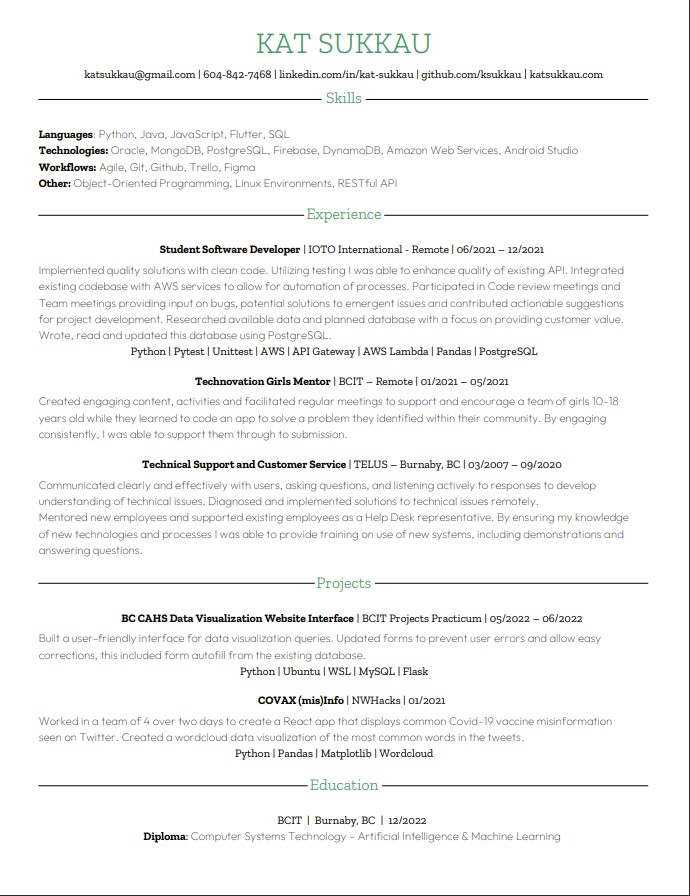 KAT SUKKAU
katsukkau@gmail.com | 604-842-7468 | linkedin.com/in/kat-sukkau | github.com/ksukkau | katsukkau.com
Skills
Languages: Python, Java, JavaScript, Flutter, SQL
Technologies: Oracle, MongoDB, PostgreSQL, Firebase, DynamoDB, Amazon Web Services, Android Studio
Workflows: Agile, Git, Github, Trello, Figma
Other: Object-Oriented Programming, Linux Environments, RESTful API
Experience
Student Software Developer | IOTO International - Remote | 06/2021 – 12/2021
Implemented quality solutions with clean code. Utilizing testing I was able to enhance quality of existing API. Integrated
existing codebase with AWS services to allow for automation of processes. Participated in Code review meetings and
Team meetings providing input on bugs, potential solutions to emergent issues and contributed actionable suggestions
for project development. Researched available data and planned database with a focus on providing customer value.
Wrote, read and updated this database using PostgreSQL.
Python | Pytest | Unittest | AWS | API Gateway | AWS Lambda | Pandas | PostgreSQL
Technovation Girls Mentor | BCIT – Remote | 01/2021 – 05/2021
Created engaging content, activities and facilitated regular meetings to support and encourage a team of girls 10-18
years old while they learned to code an app to solve a problem they identified within their community. By engaging
consistently, I was able to support them through to submission.
Technical Support and Customer Service | TELUS – Burnaby, BC | 03/2007 – 09/2020
Communicated clearly and effectively with users, asking questions, and listening actively to responses to develop
understanding of technical issues. Diagnosed and implemented solutions to technical issues remotely.
Mentored new employees and supported existing employees as a Help Desk representative. By ensuring my knowledge
of new technologies and processes I was able to provide training on use of new systems, including demonstrations and
answering questions.
Projects
BC CAHS Data Visualization Website Interface | BCIT Projects Practicum | 05/2022 – 06/2022
Built a user-friendly interface for data visualization queries. Updated forms to prevent user errors and allow easy
corrections, this included form autofill from the existing database.
Python | Ubuntu | WSL | MySQL | Flask
COVAX (mis)Info | NWHacks | 01/2021
Worked in a team of 4 over two days to create a React app that displays common Covid-19 vaccine misinformation
seen on Twitter. Created a wordcloud data visualization of the most common words in the tweets.
Python | Pandas | Matplotlib | Wordcloud
Education
BCIT | Burnaby, BC | 12/2022
Diploma: Computer Systems Technology – Artificial Intelligence & Machine Learning